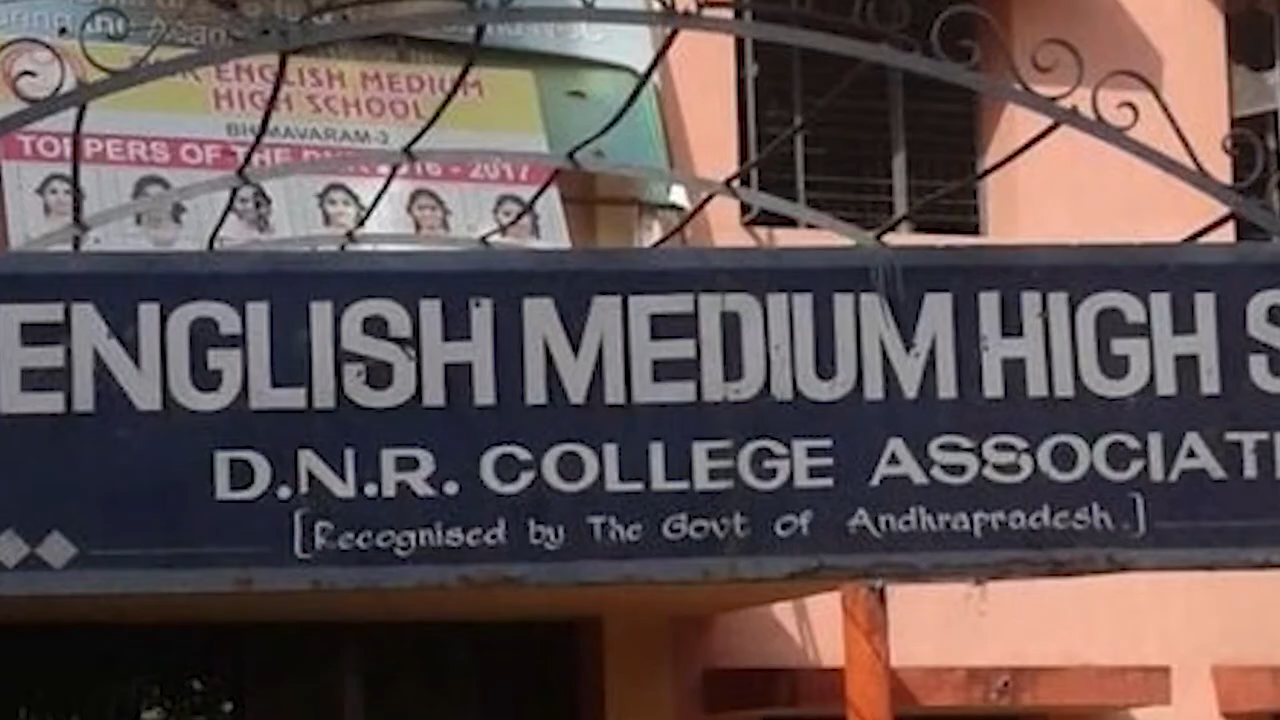 ENGLISH MEDIUM
HIGH SCHOOL
BHIMAVARAM-2
TOPPERS OF THE 2016 - 2017
ENGLISH MEDIUM HIGH S
D.N.R. COLLEGE ASSOCIATI
[Recognised by The Govt of Andhrapradesh.]